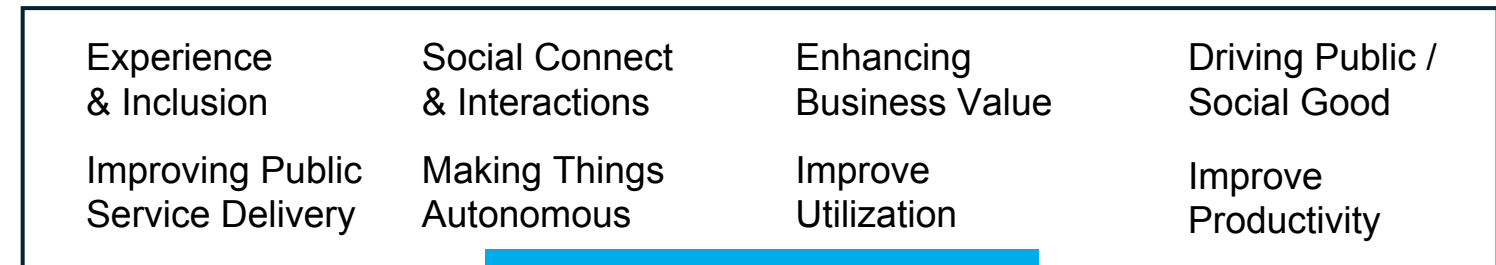 Experience
& Inclusion
Social Connect
& Interactions
Enhancing
Business Value
Driving Public /
Social Good
Improving Public
Service Delivery
Making Things
Autonomous
Improve
Utilization
Improve
Productivity